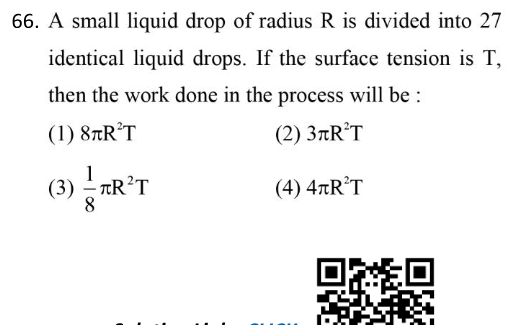 66. A small liquid drop of radius R is divided into 27
identical liquid drops. If the surface tension is T,
then the work done in the process will be :
(1) 8πR²T (2) 3πR²T
(3) 1/8 πR²T (4) 4πR²T